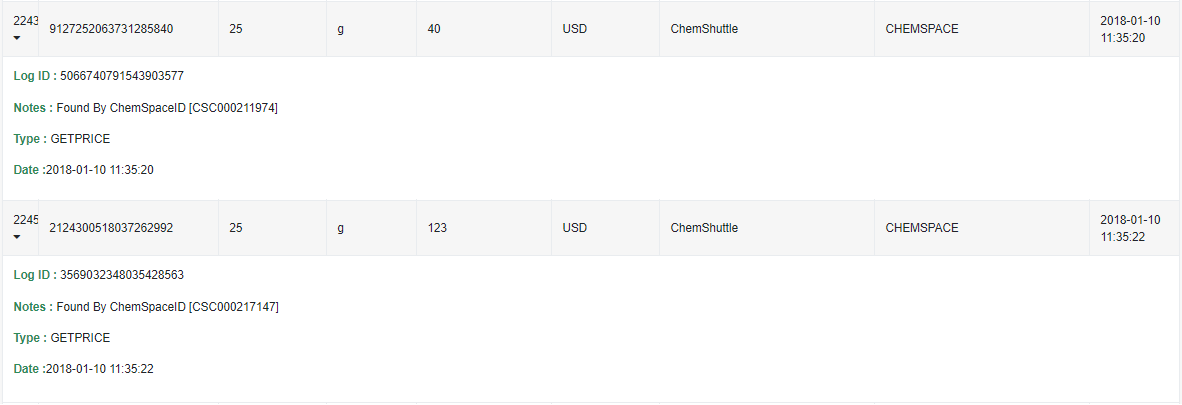 2243 9127252063731285840 25 g 40 USD ChemShuttle CHEMSPACE 2018-01-10
11:35:20
Log ID : 5066740791543903577
Notes : Found By ChemSpaceID [CSC000211974]
Type : GETPRICE
Date :2018-01-10 11:35:20
2245 2124300518037262992 25 g 123 USD ChemShuttle CHEMSPACE 2018-01-10
11:35:22
Log ID : 3569032348035428563
Notes : Found By ChemSpaceID [CSC000217147]
Type : GETPRICE
Date :2018-01-10 11:35:22